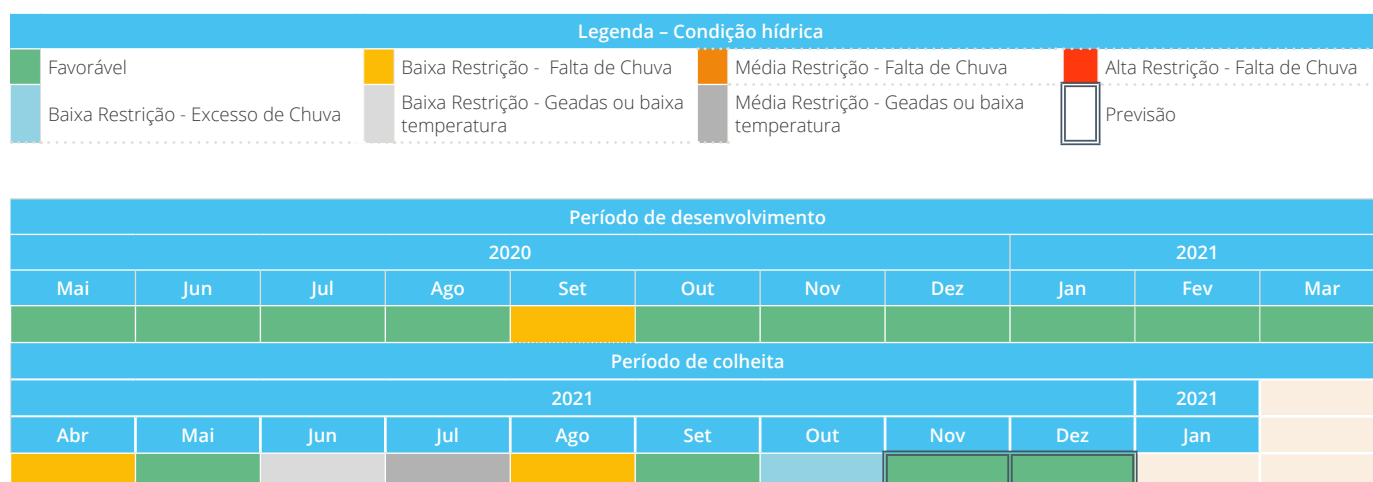 Legenda – Condição hídrica
Favorável
Baixa Restrição - Falta de Chuva
Média Restrição - Falta de Chuva
Alta Restrição - Falta de Chuva
Baixa Restrição - Excesso de Chuva
Baixa Restrição - Geadas ou baixa
temperatura
Média Restrição - Geadas ou baixa
temperatura
Previsão
Período de desenvolvimento
2020 2021
Mai Jun Jul Ago Set Out Nov Dez Jan Fev Mar
Período de colheita
2021 2021
Abr Mai Jun Jul Ago Set Out Nov Dez Jan